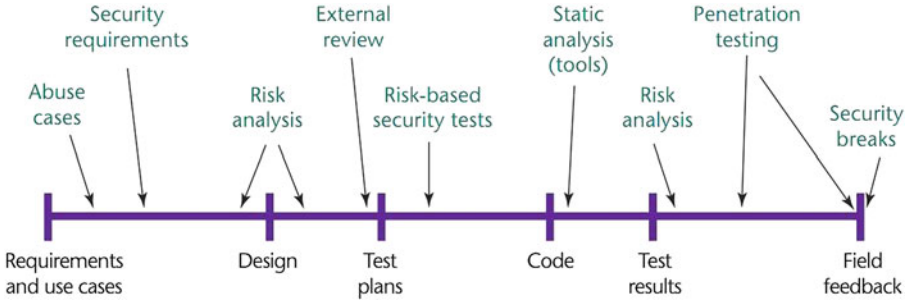 Security
requirements
External
review
Static
analysis
(tools)
Penetration
testing
Abuse
cases
Risk
analysis
Risk-based
security tests
Risk
analysis
Security
breaks
Requirements
and use cases
Design
Test
plans
Code
Test
results
Field
feedback